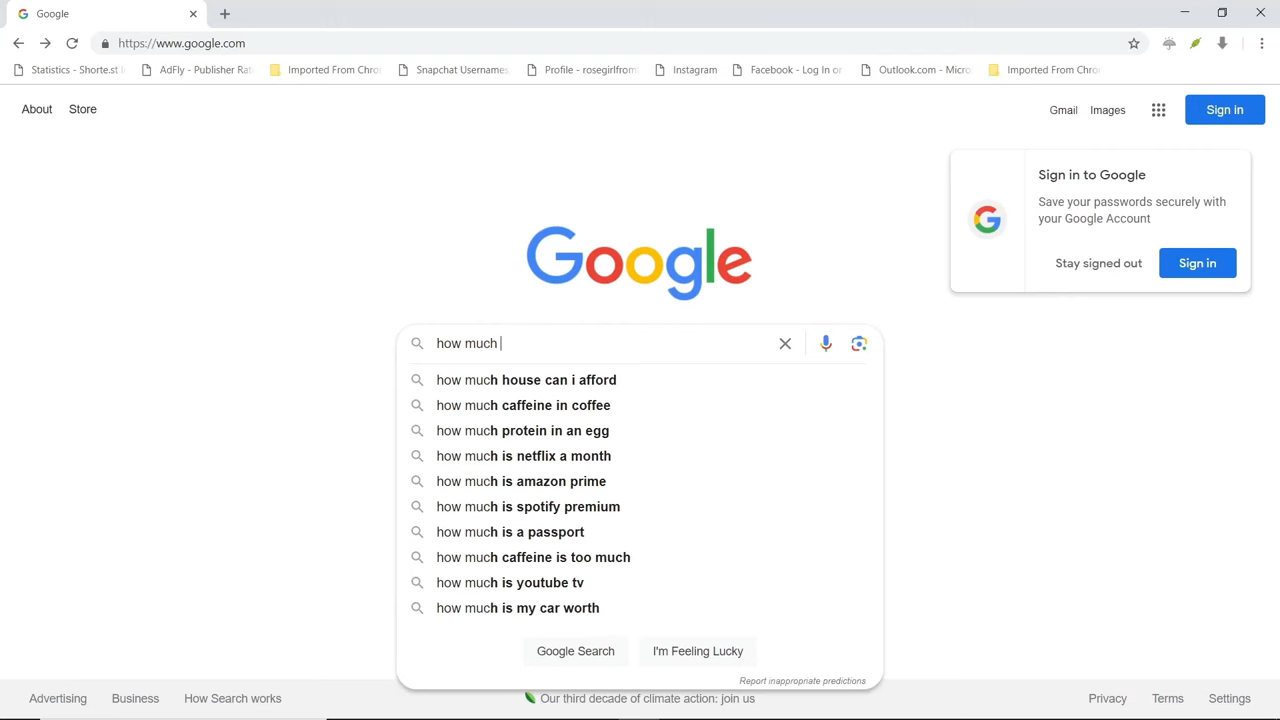 Google
https://www.google.com
Statistics - Shorte.st
AdFly - Publisher Rat
Imported From Chro
Snapchat Usernames
Profile - rosegirlfrom
Instagram
Facebook - Log In or
Outlook.com - Micro
Imported From Chro
About
Store
Gmail
Images
Sign in
Sign in to Google
Save your passwords securely with
your Google Account
Stay signed out
Sign in
Google
how much
how much house can i afford
how much caffeine in coffee
how much protein in an egg
how much is netflix a month
how much is amazon prime
how much is spotify premium
how much is a passport
how much caffeine is too much
how much is youtube tv
how much is my car worth
Google Search
I'm Feeling Lucky
Report inappropriate predictions
Advertising
Business
How Search works
Our third decade of climate action: join us
Privacy
Terms
Settings